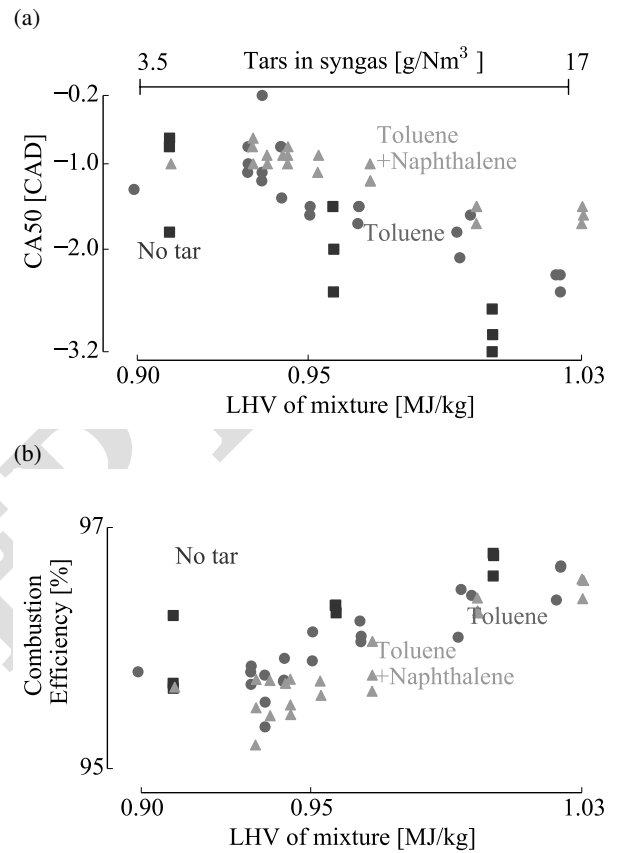 (a)
3.5 Tars in syngas [g/Nm³ ] 17
−0.2
Toluene
+Naphthalene
−1.0
CA50 [CAD]
Toluene
No tar
−2.0
−3.2
0.90 0.95 1.03
LHV of mixture [MJ/kg]
(b)
97
No tar
Combustion
Efficiency [%]
Toluene
Toluene
+Naphthalene
95
0.90 0.95 1.03
LHV of mixture [MJ/kg]